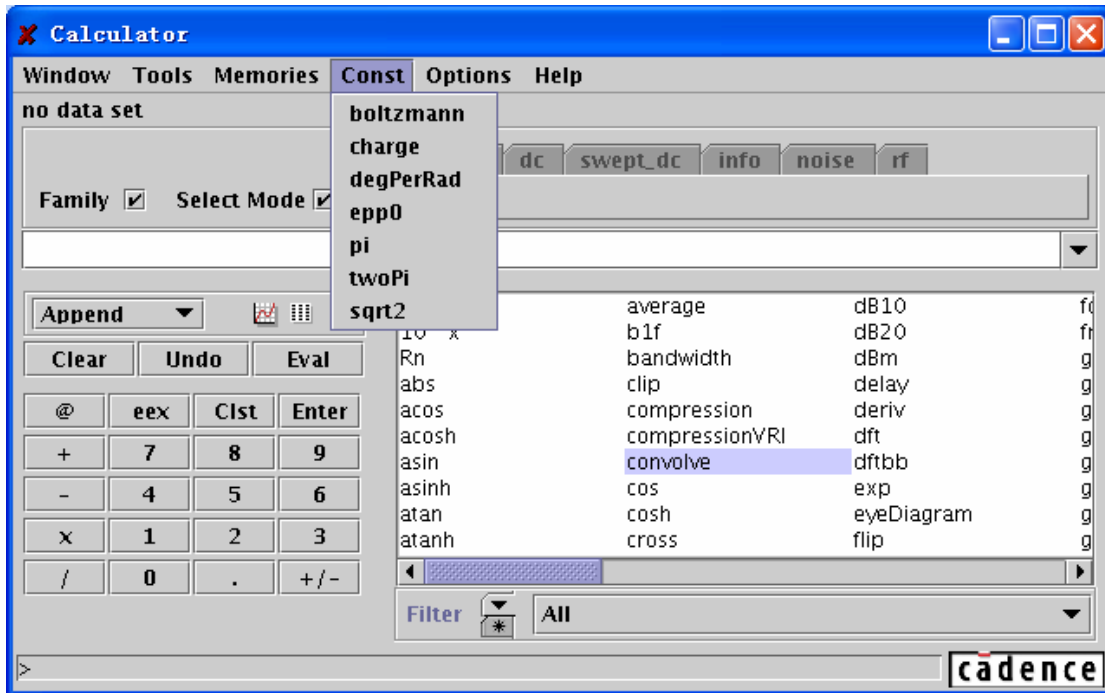 Calculator
Window Tools Memories Const Options Help
no data set
boltzmann
charge
degPerRad
epp0
pi
twoPi
sqrt2
dc swept_dc info noise rf
Family Select Mode
Append
Clear Undo Eval
@ eex Clst Enter
+ 7 8 9
- 4 5 6
x 1 2 3
/ 0 . +/-
average dB10
b1f dB20
Rn bandwidth dBm
abs clip delay
acos compression deriv
acosh compressionVRI dft
asin convolve dftbb
asinh cos exp
atan cosh eyeDiagram
atanh cross flip
Filter * All
>
cādence